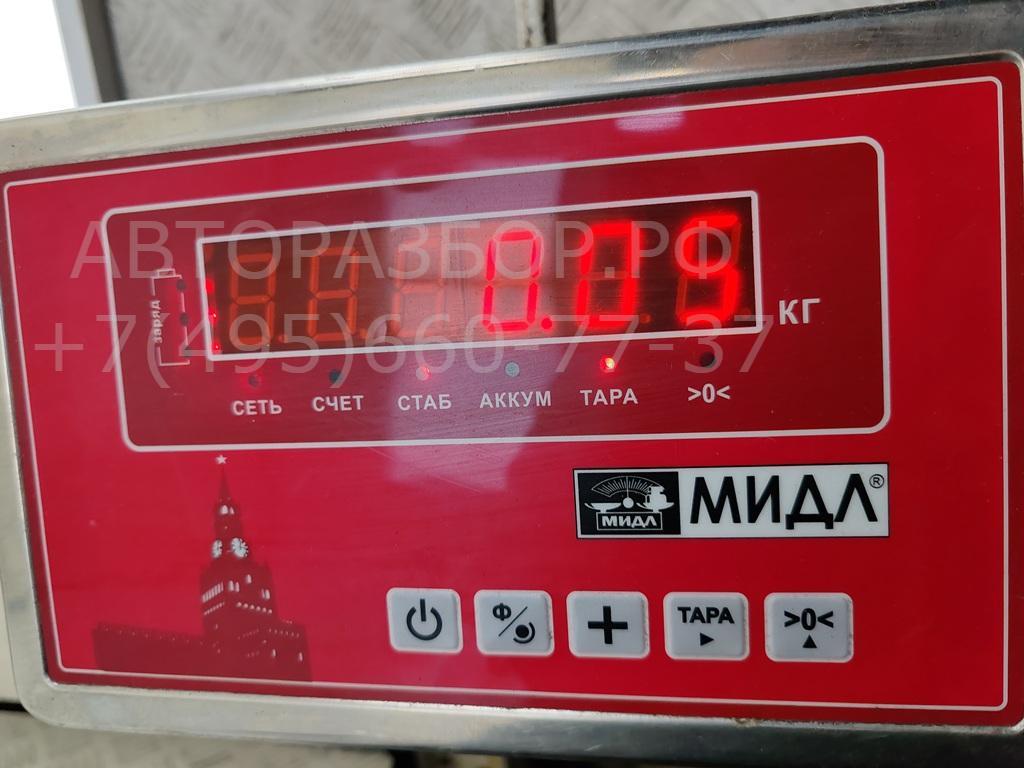 АВТОРАЗБОР.РФ
+7(495)660-77-37
0.05
КГ
заряд
СЕТЬ СЧЕТ СТАБ АККУМ ТАРА >0<
МИДЛ МИДЛ®
Ф ТАРА >0<